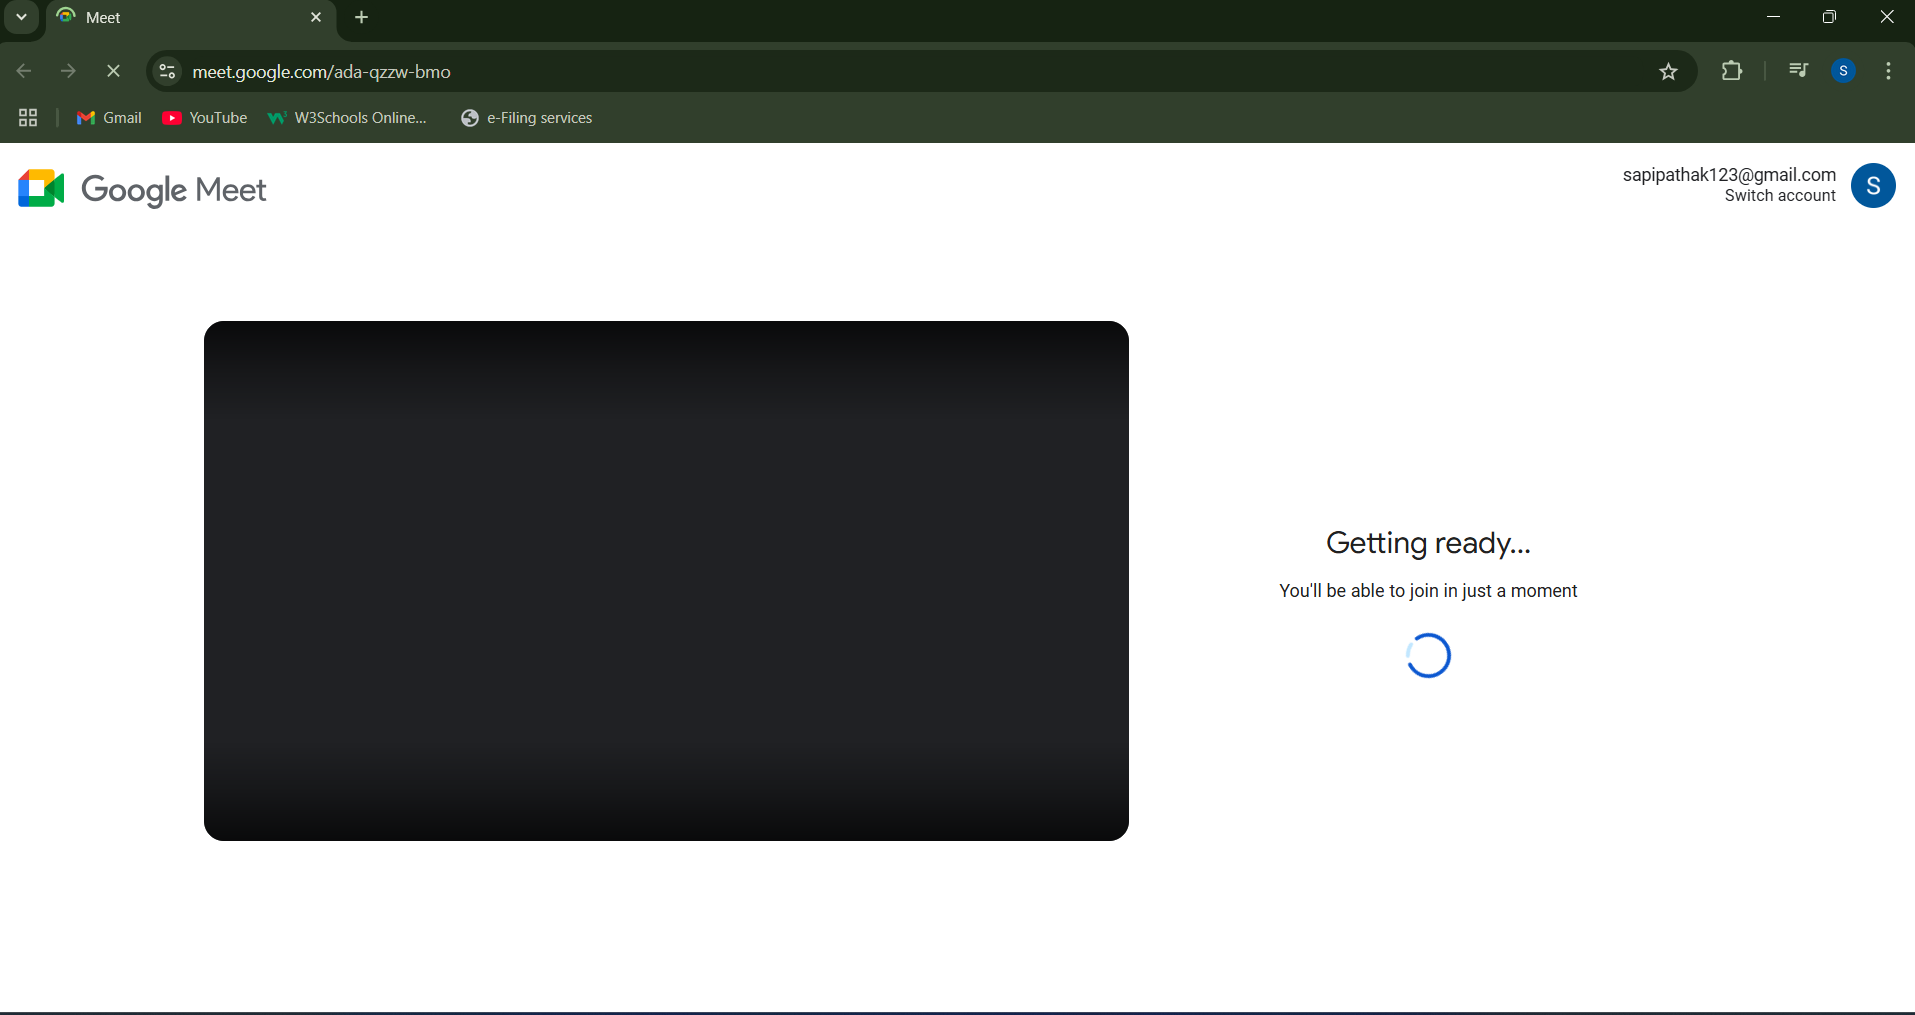 Meet
meet.google.com/ada-qzzw-bmo
S
Gmail
YouTube
W3Schools Online...
e-Filing services
Google Meet
sapipathak123@gmail.com
Switch account
S
Getting ready...
You'll be able to join in just a moment